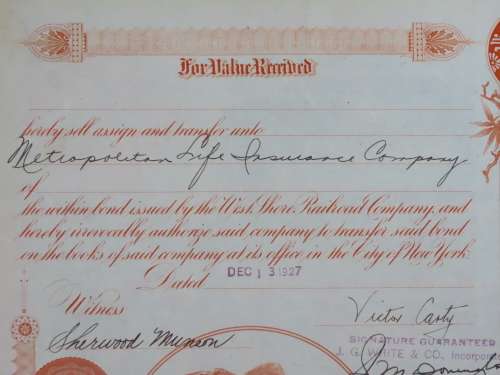 For Value Received
hereby sell assign and transfer unto
Metropolitan Life Insurance Company
of
the within bond issued by the West Shore Railroad Company, and
hereby irrevocably authorize said company to transfer said bond
on the books of said company at its office in the City of New York.
Dated DEC 13 1927
Witness
Victor Carty
Sherwood Munson
SIGNATURE GUARANTEED
J. G. WHITE & CO., Incorporat